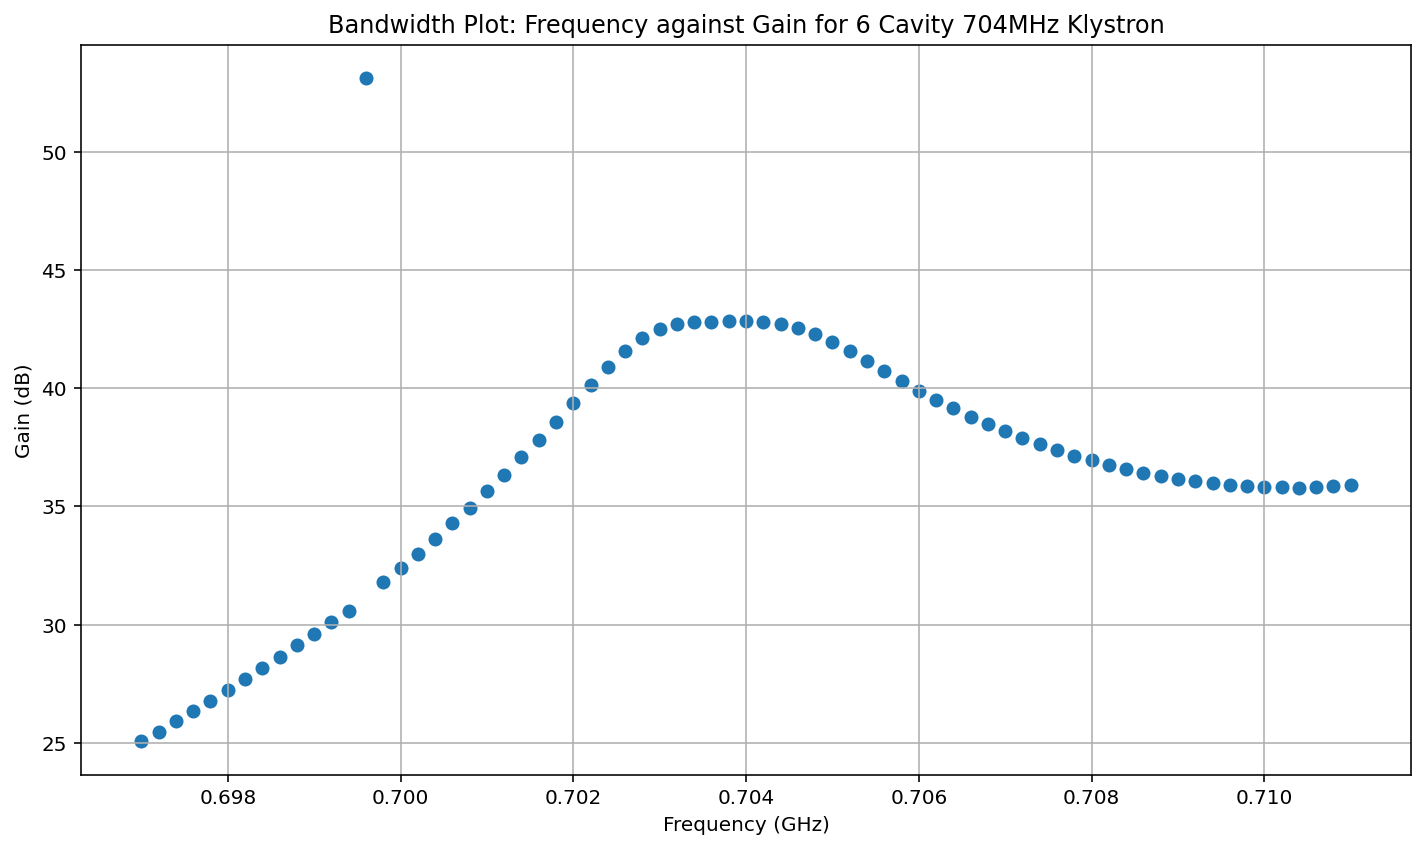 Bandwidth Plot: Frequency against Gain for 6 Cavity 704MHz Klystron
50
45
40
35
30
25
Gain (dB)
0.698 0.700 0.702 0.704 0.706 0.708 0.710
Frequency (GHz)